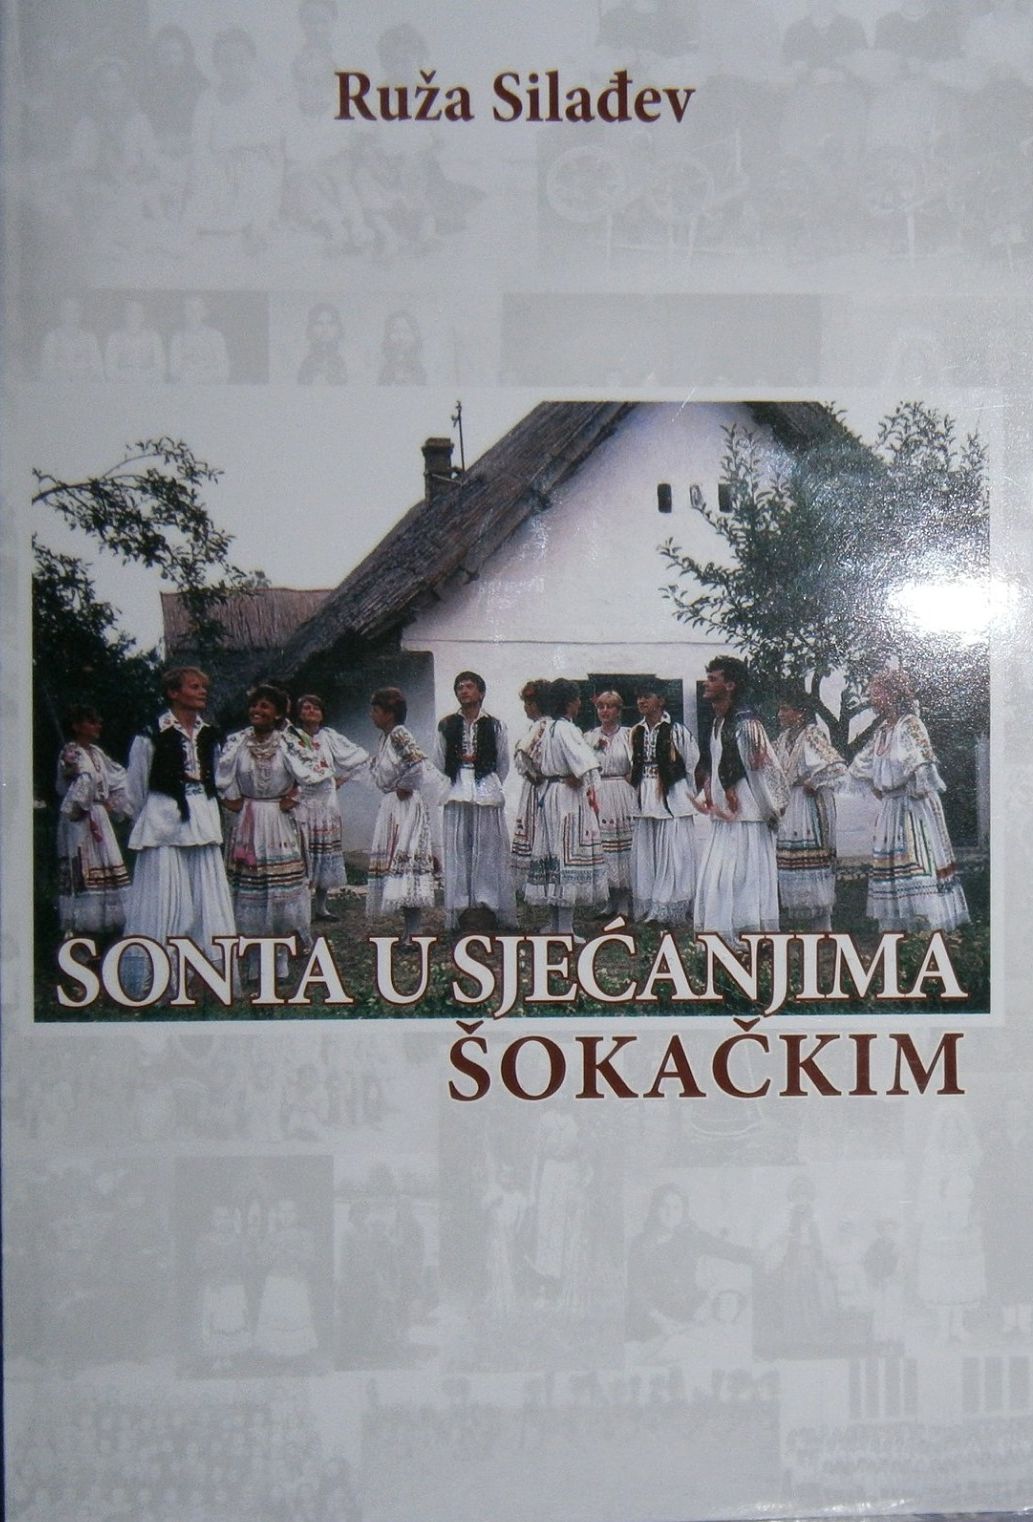 Ruža Silađev
SONTA U SJEĆANJIMA
ŠOKAČKIM